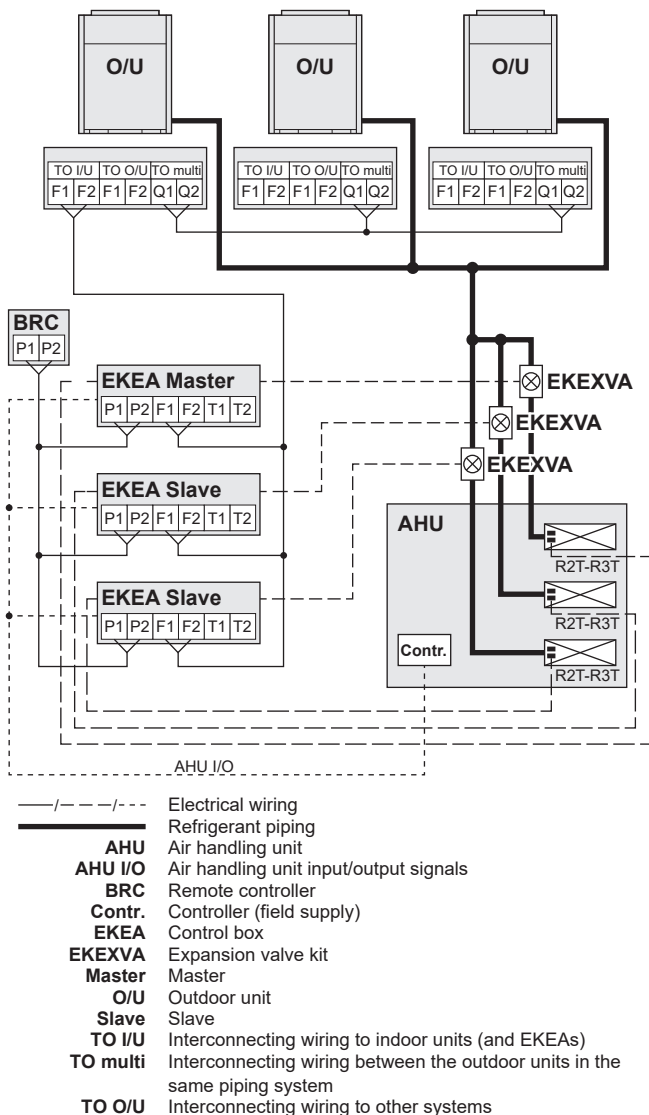 O/U O/U O/U
TO I/U TO O/U TO multi TO I/U TO O/U TO multi TO I/U TO O/U TO multi
F1 F2 F1 F2 Q1 Q2 F1 F2 F1 F2 Q1 Q2 F1 F2 F1 F2 Q1 Q2
BRC
P1 P2
EKEA Master
P1 P2 F1 F2 T1 T2
EKEXVA
EKEXVA
EKEXVA
EKEA Slave
P1 P2 F1 F2 T1 T2
EKEA Slave
P1 P2 F1 F2 T1 T2
AHU
R2T-R3T
R2T-R3T
R2T-R3T
Contr.
AHU I/O
Electrical wiring
Refrigerant piping
AHU Air handling unit
AHU I/O Air handling unit input/output signals
BRC Remote controller
Contr. Controller (field supply)
EKEA Control box
EKEXVA Expansion valve kit
Master Master
O/U Outdoor unit
Slave Slave
TO I/U Interconnecting wiring to indoor units (and EKEAs)
TO multi Interconnecting wiring between the outdoor units in the
same piping system
TO O/U Interconnecting wiring to other systems